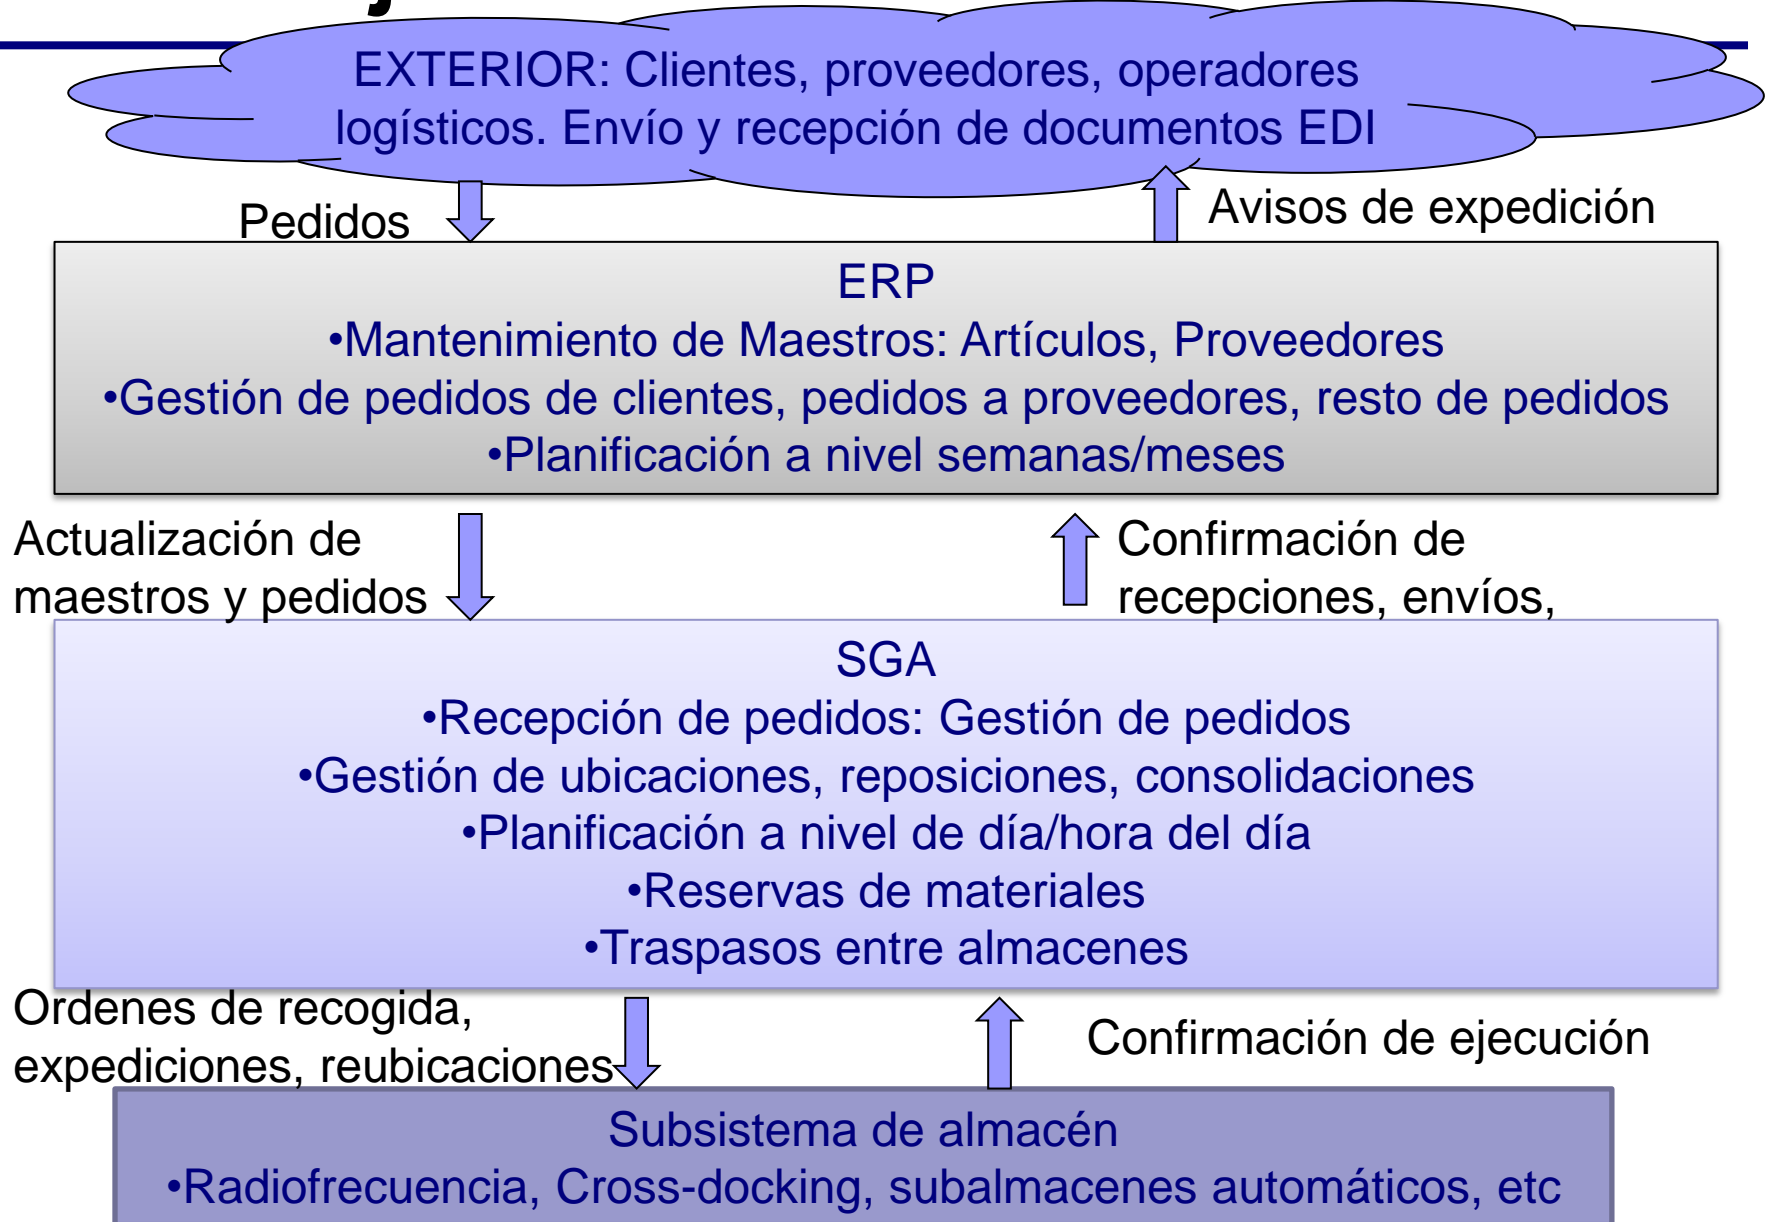 EXTERIOR: Clientes, proveedores, operadores
logísticos. Envío y recepción de documentos EDI
Pedidos
Avisos de expedición
ERP
•Mantenimiento de Maestros: Artículos, Proveedores
•Gestión de pedidos de clientes, pedidos a proveedores, resto de pedidos
•Planificación a nivel semanas/meses
Actualización de
maestros y pedidos
Confirmación de
recepciones, envíos,
SGA
•Recepción de pedidos: Gestión de pedidos
•Gestión de ubicaciones, reposiciones, consolidaciones
•Planificación a nivel de día/hora del día
•Reservas de materiales
•Traspasos entre almacenes
Ordenes de recogida,
expediciones, reubicaciones
Confirmación de ejecución
Subsistema de almacén
•Radiofrecuencia, Cross-docking, subalmacenes automáticos, etc